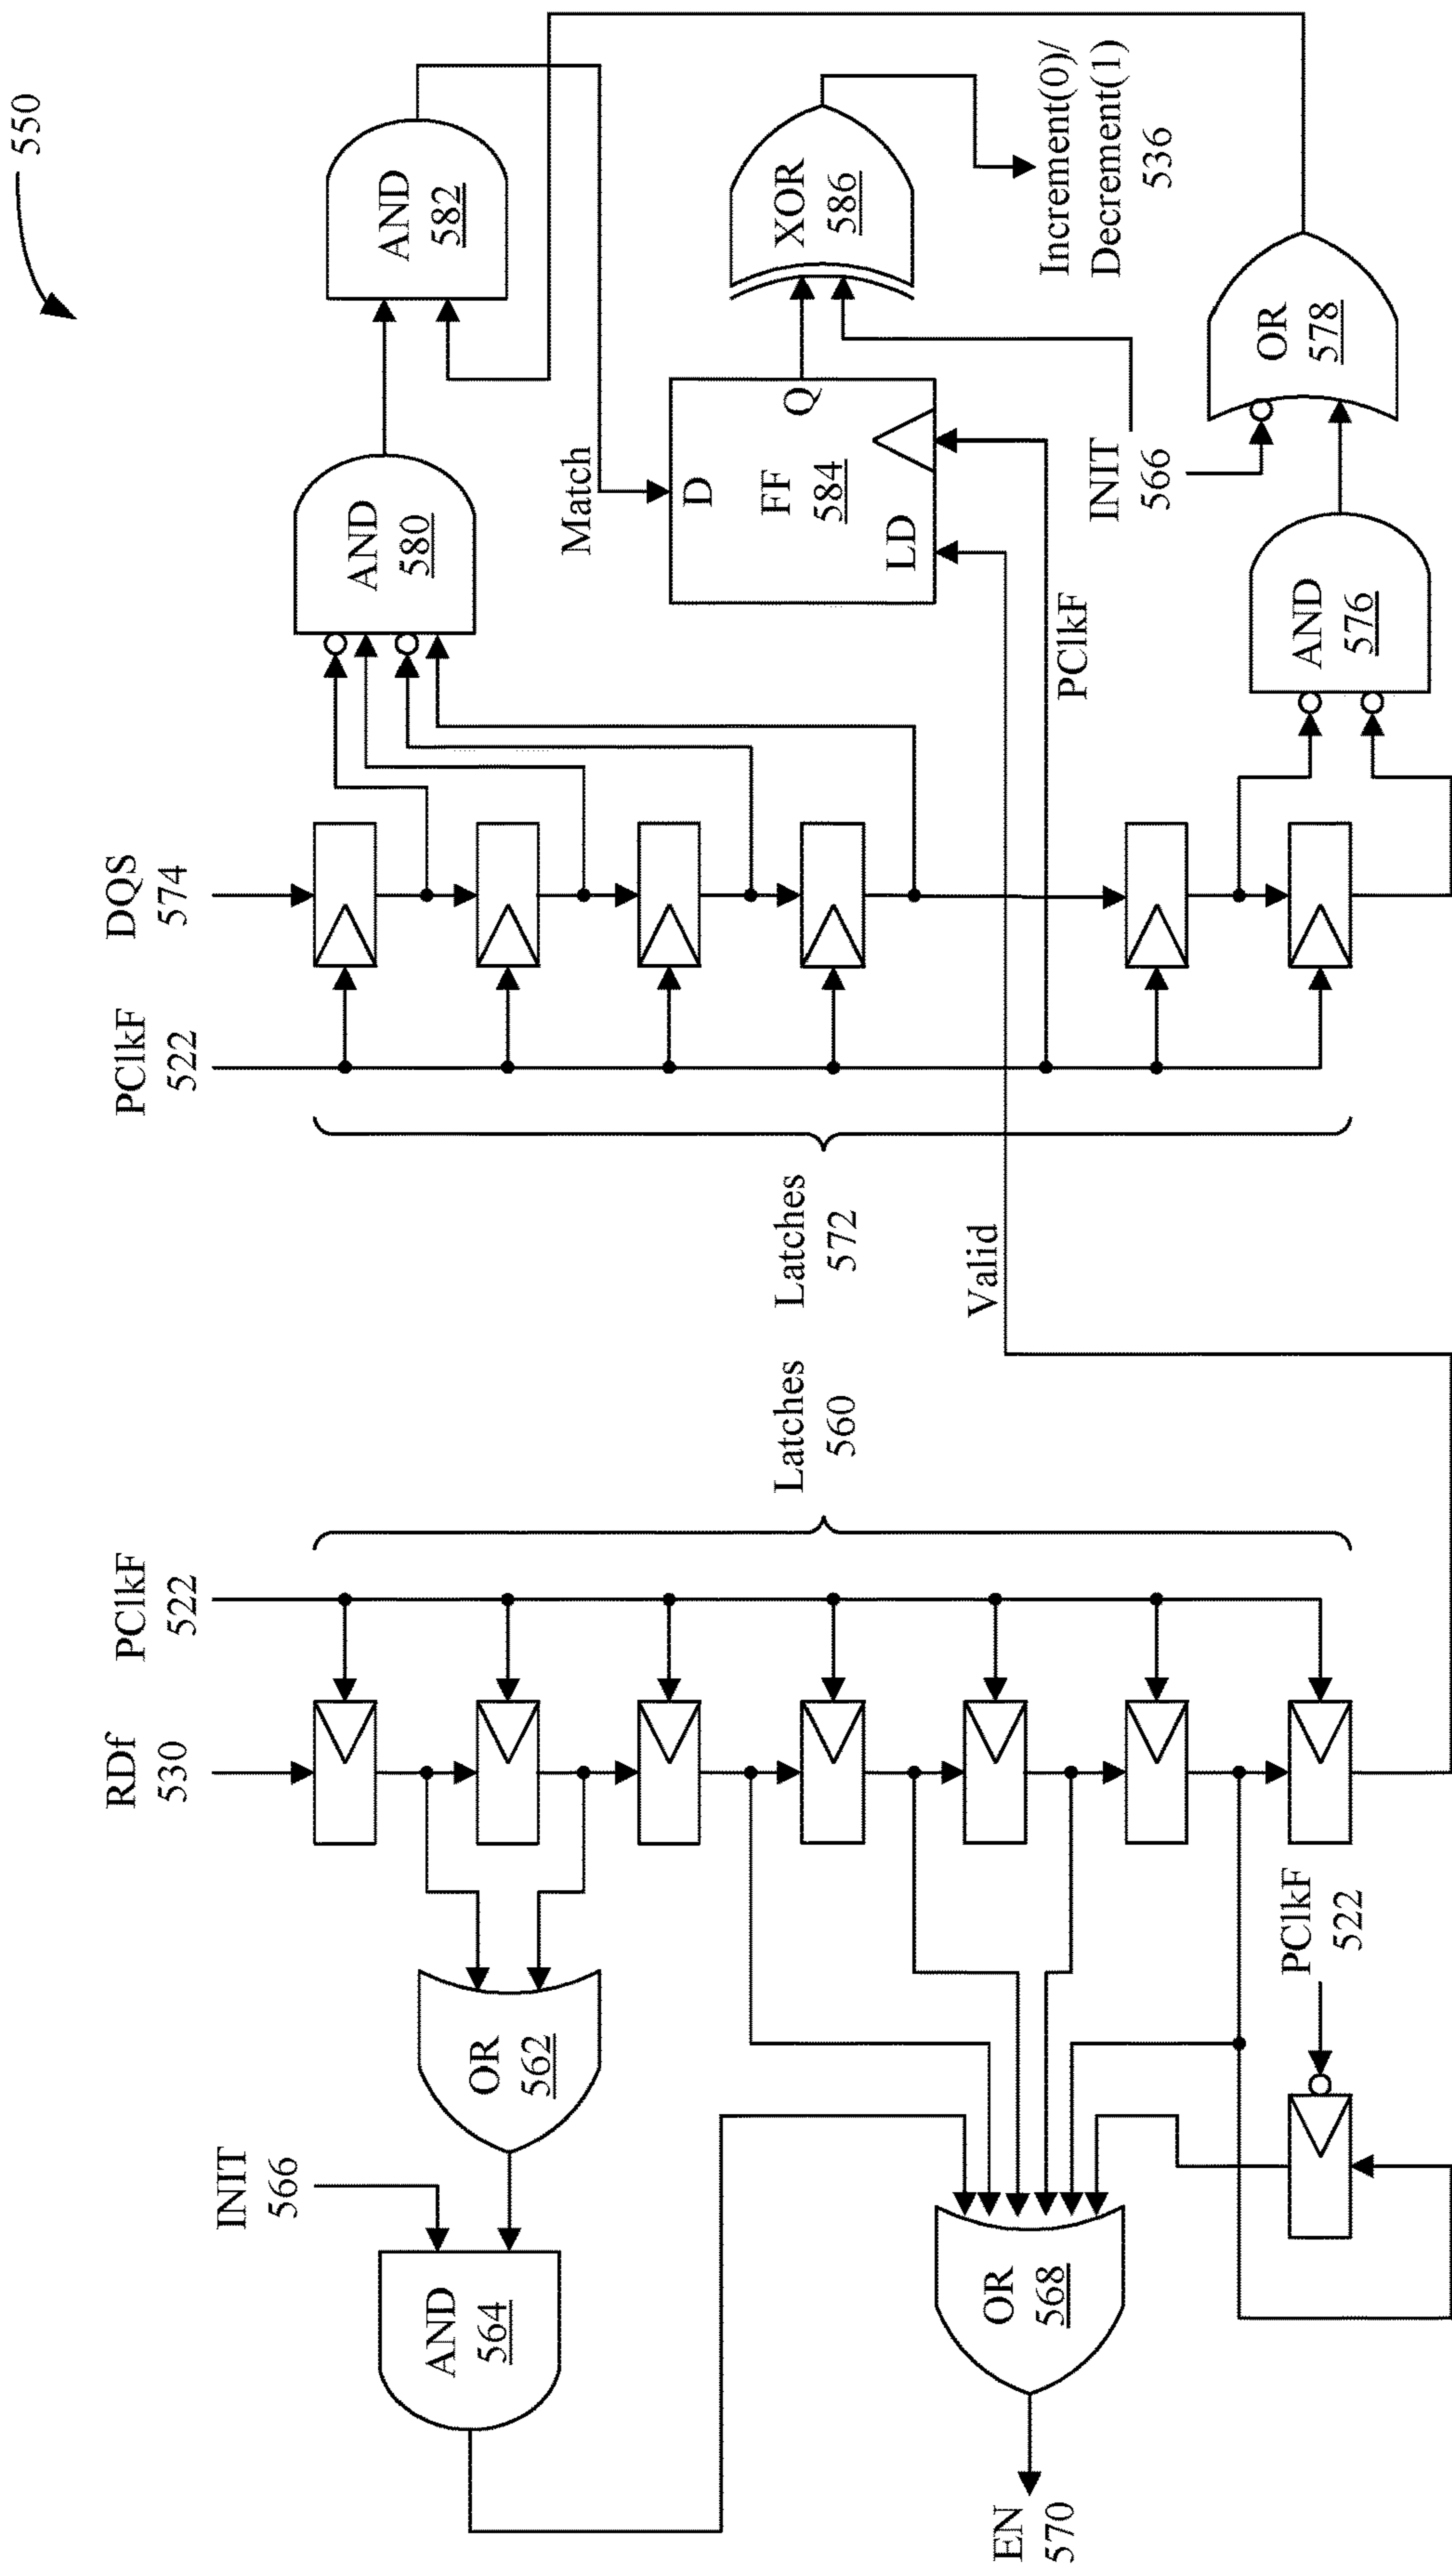 550
DQS
574
PClkF
522
AND
580
AND
582
Match
D
Q
FF
584
LD
XOR
586
Increment(0)/
Decrement(1)
536
INIT
566
PClkF
AND
576
OR
578
Latches
572
Valid
Latches
560
PClkF
522
RDf
530
OR
562
INIT
566
AND
564
OR
568
EN
570
PClkF
522